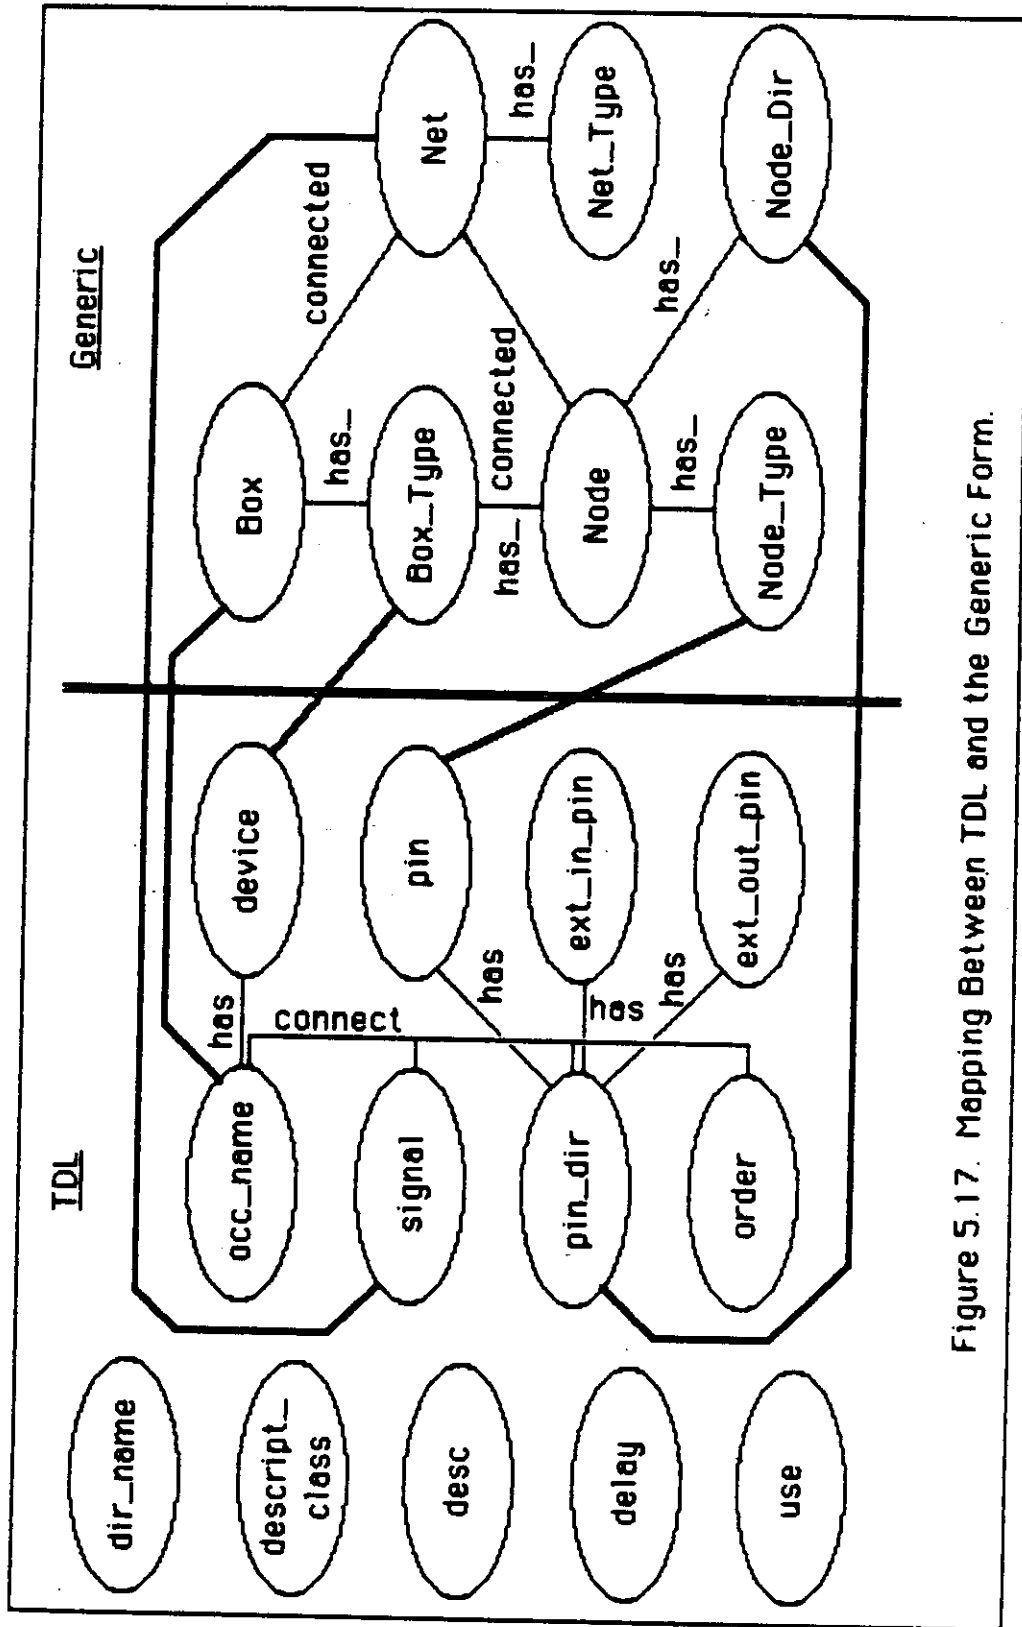 TDL
Generic
dir_name
descript_
class
desc
delay
use
occ_name
signal
pin_dir
order
has
connect
has
has
has
device
pin
ext_in_pin
ext_out_pin
Box
has_
Box_Type
has_
Node
has_
Node_Type
connected
connected
has_
Net
has_
Net_Type
Node_Dir
Figure 5.17. Mapping Between TDL and the Generic Form.